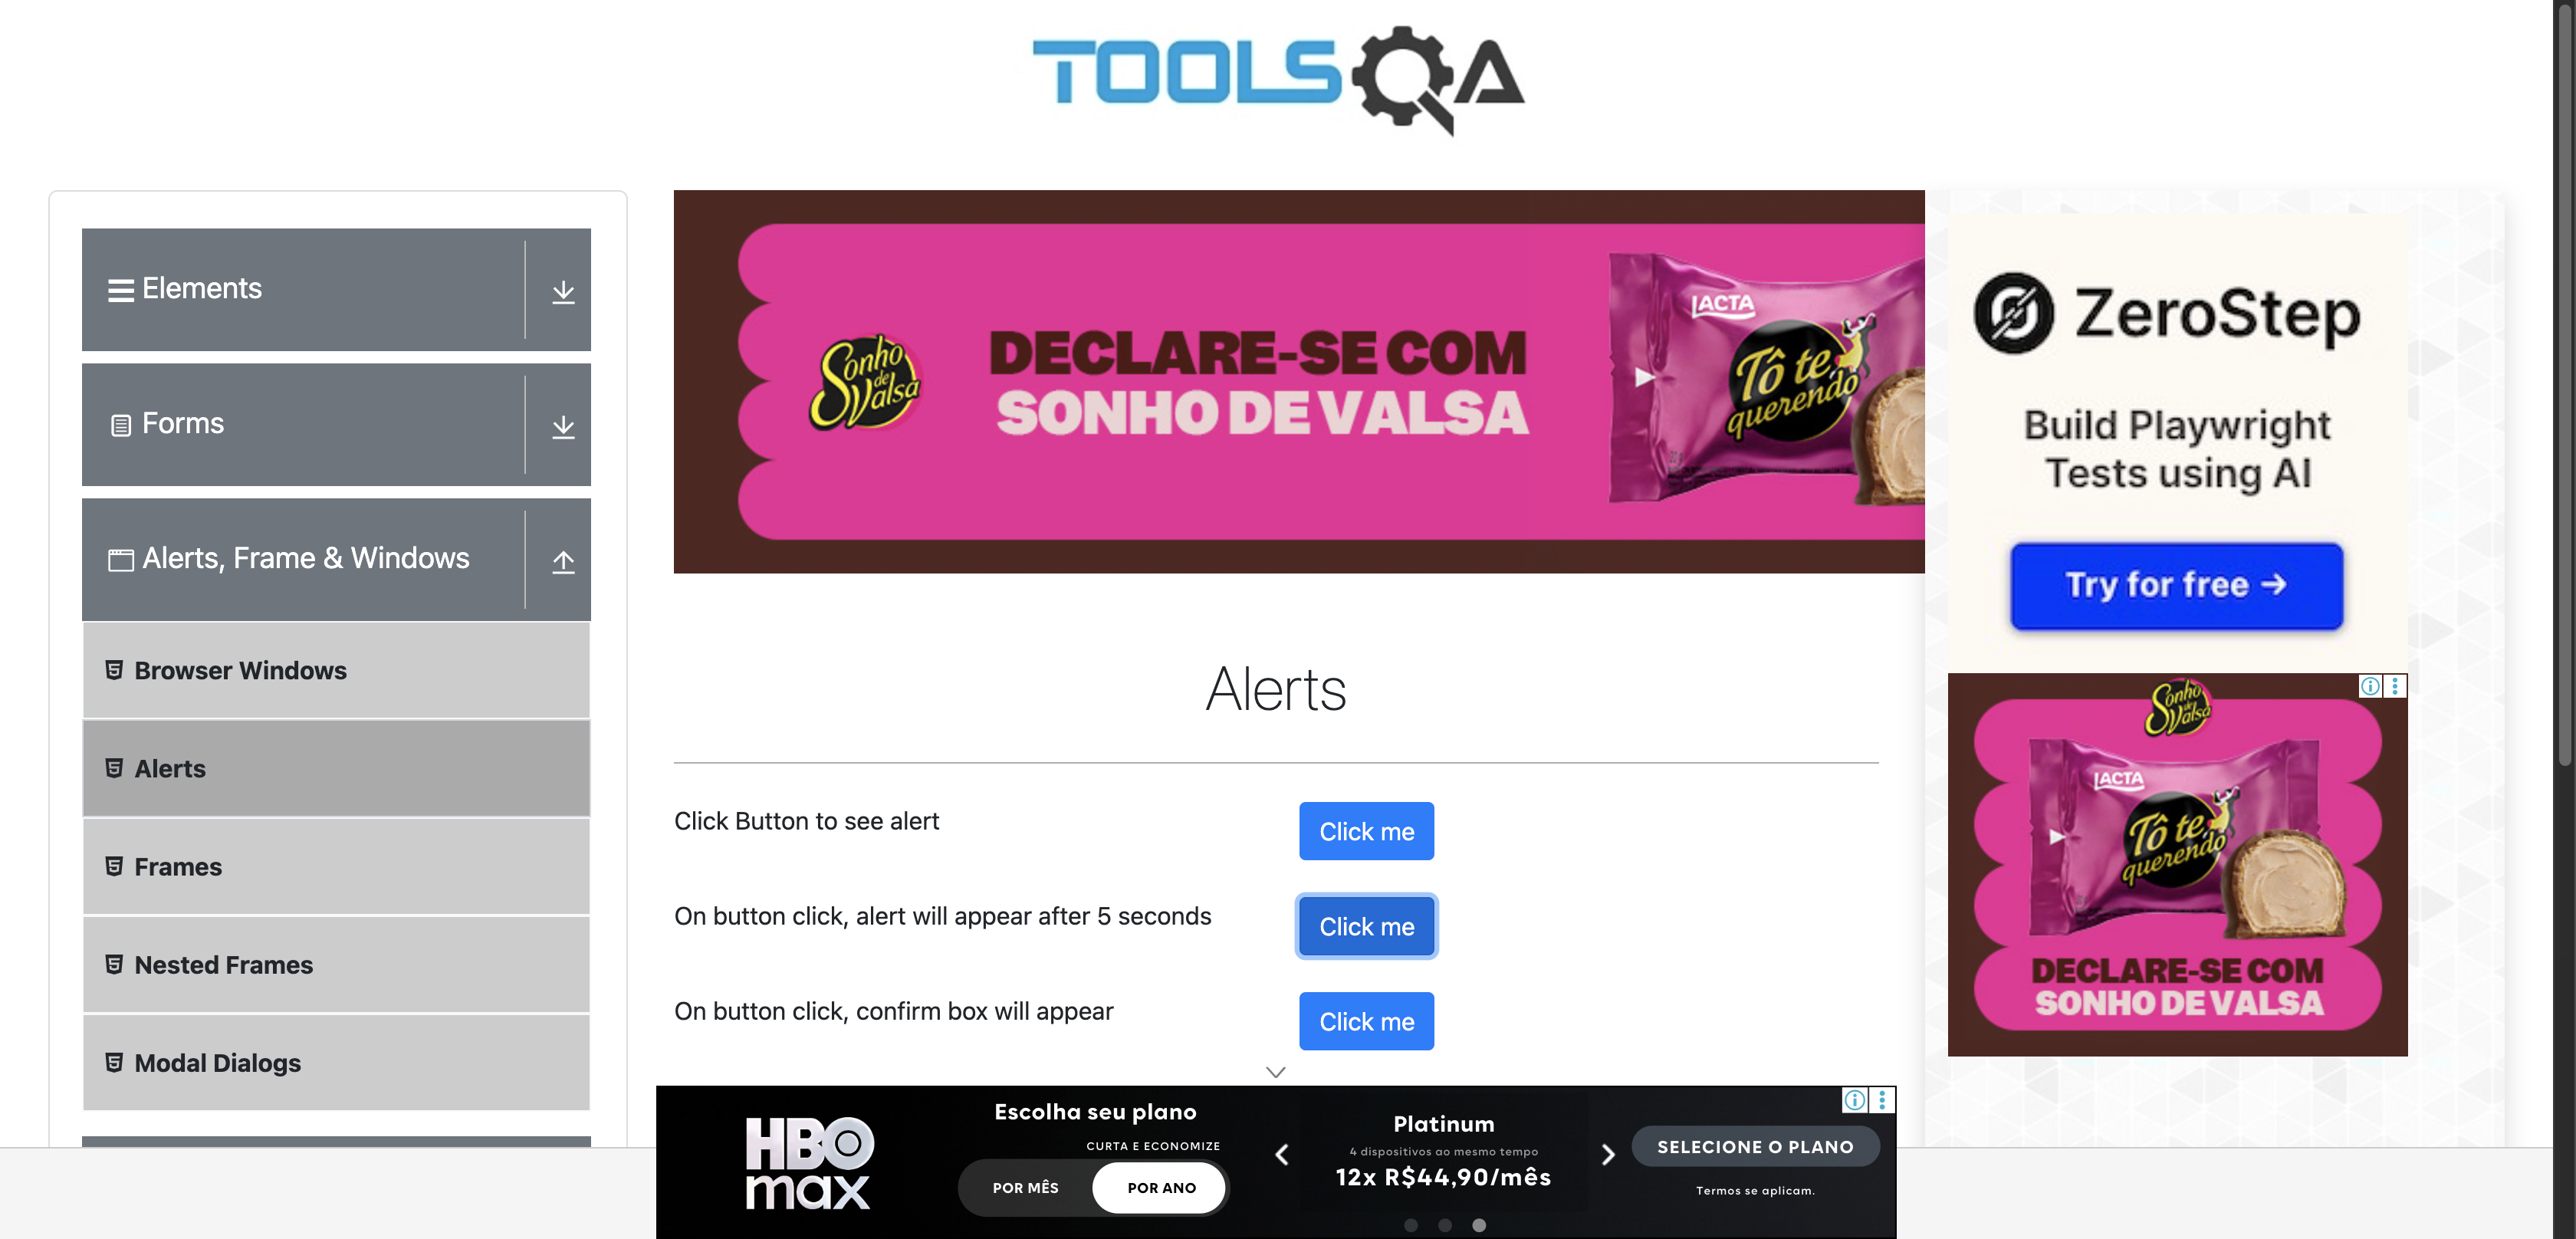 TOOLSQA
Elements
Forms
Alerts, Frame & Windows
Browser Windows
Alerts
Frames
Nested Frames
Modal Dialogs
Sonho de Valsa
DECLARE-SE COM
SONHO DE VALSA
LACTA
Tô te
querendo
Alerts
Click Button to see alert
Click me
On button click, alert will appear after 5 seconds
Click me
On button click, confirm box will appear
Click me
ZeroStep
Build Playwright
Tests using AI
Try for free →
Sonho de Valsa
LACTA
Tô te
querendo
DECLARE-SE COM
SONHO DE VALSA
HBO
max
Escolha seu plano
CURTA E ECONOMIZE
POR MÊS
POR ANO
Platinum
4 dispositivos ao mesmo tempo
12x R$44,90/mês
SELECIONE O PLANO
Termos se aplicam.